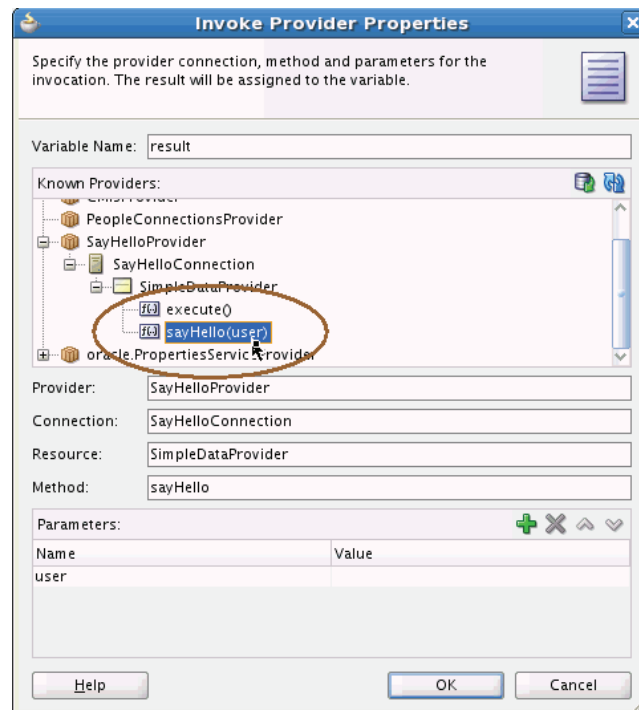 Invoke Provider Properties
Specify the provider connection, method and parameters for the
invocation. The result will be assigned to the variable.
Variable Name: result
Known Providers:
PeopleConnectionsProvider
SayHelloProvider
SayHelloConnection
SimpleDataProvider
f(.) execute()
f(.) sayHello(user)
Provider: SayHelloProvider
Connection: SayHelloConnection
Resource: SimpleDataProvider
Method: sayHello
Parameters:
Name Value
user
Help OK Cancel